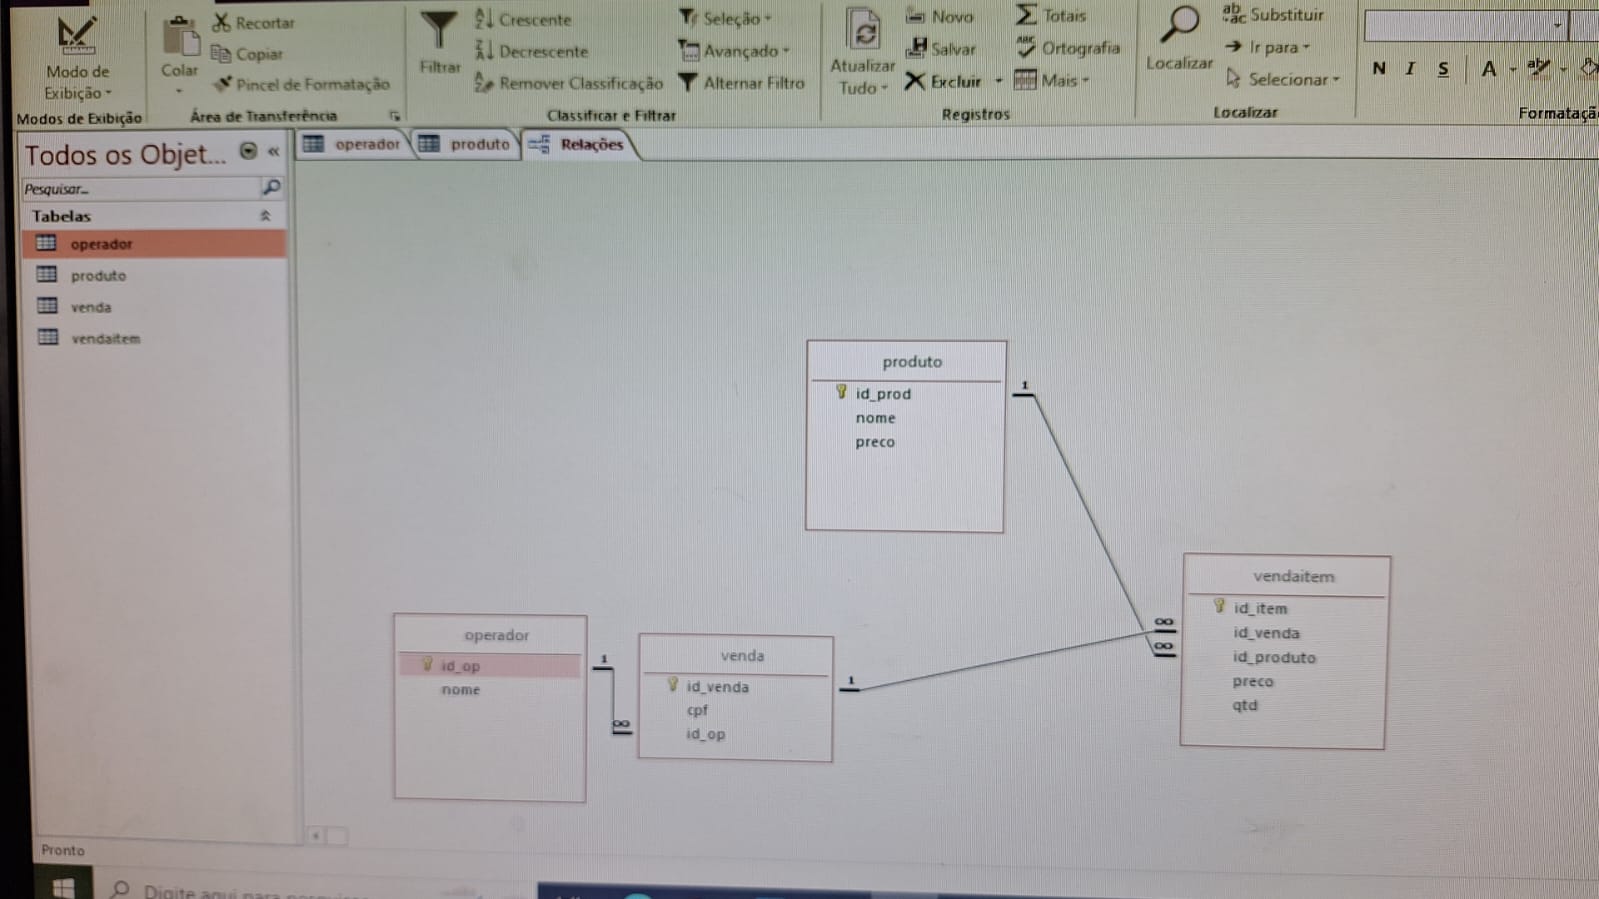 Modo de
Exibição
Modos de Exibição
Colar
Recortar
Copiar
Pincel de Formatação
Área de Transferência
Filtrar
Crescente
Decrescente
Remover Classificação
Seleção
Avançado
Alternar Filtro
Classificar e Filtrar
Atualizar
Tudo
Novo
Salvar
Excluir
Totais
Ortografia
Mais
Registros
Localizar
Substituir
Ir para
Selecionar
Localizar
N I S A
Formataçã
Todos os Objet... «
Pesquisar...
Tabelas
operador
produto
venda
vendaitem
operador
produto
Relações
produto
id_prod
nome
preco
1
∞
∞
vendaitem
id_item
id_venda
id_produto
preco
qtd
operador
id_op
nome
1
∞
venda
id_venda
cpf
id_op
1
Pronto
Digite aqui para